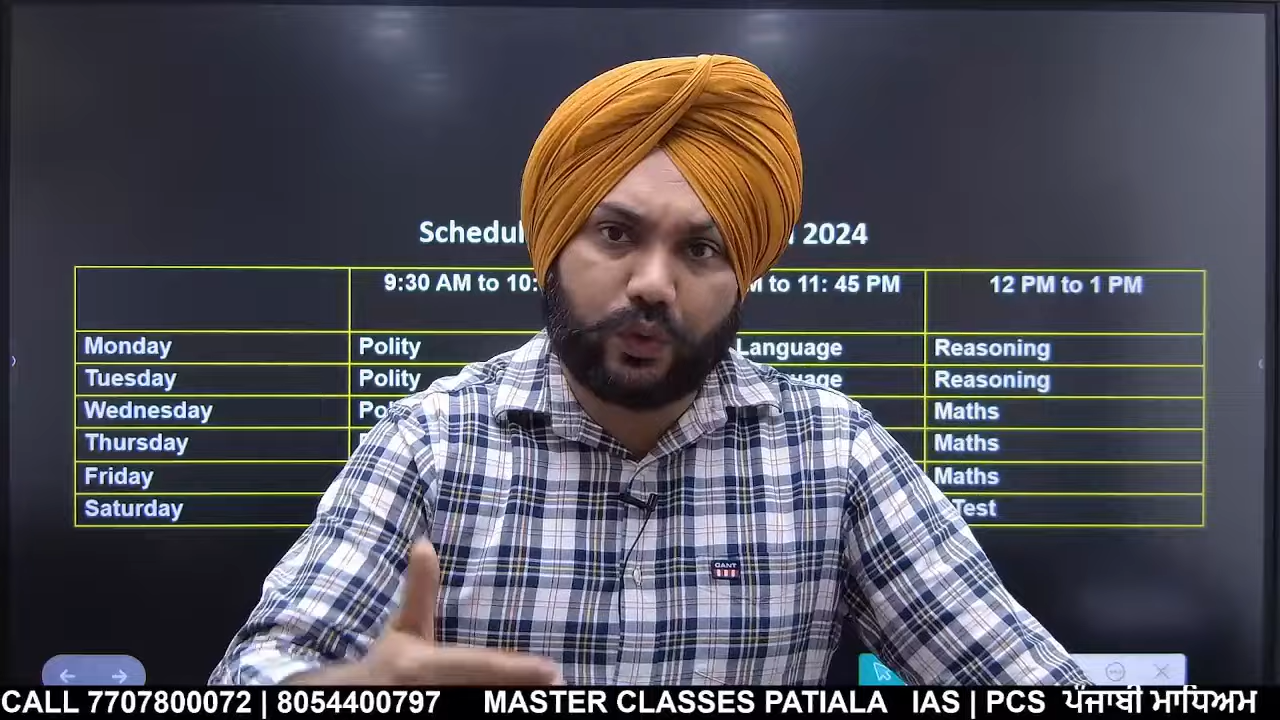 Schedul 2024
9:30 AM to 10: M to 11: 45 PM 12 PM to 1 PM
Monday Polity Language Reasoning
Tuesday Polity Reasoning
Wednesday Maths
Thursday Maths
Friday Maths
Saturday Test
GANT
CALL 7707800072 | 8054400797 MASTER CLASSES PATIALA IAS | PCS ਪੰਜਾਬੀ ਮਾਧਿਅਮ